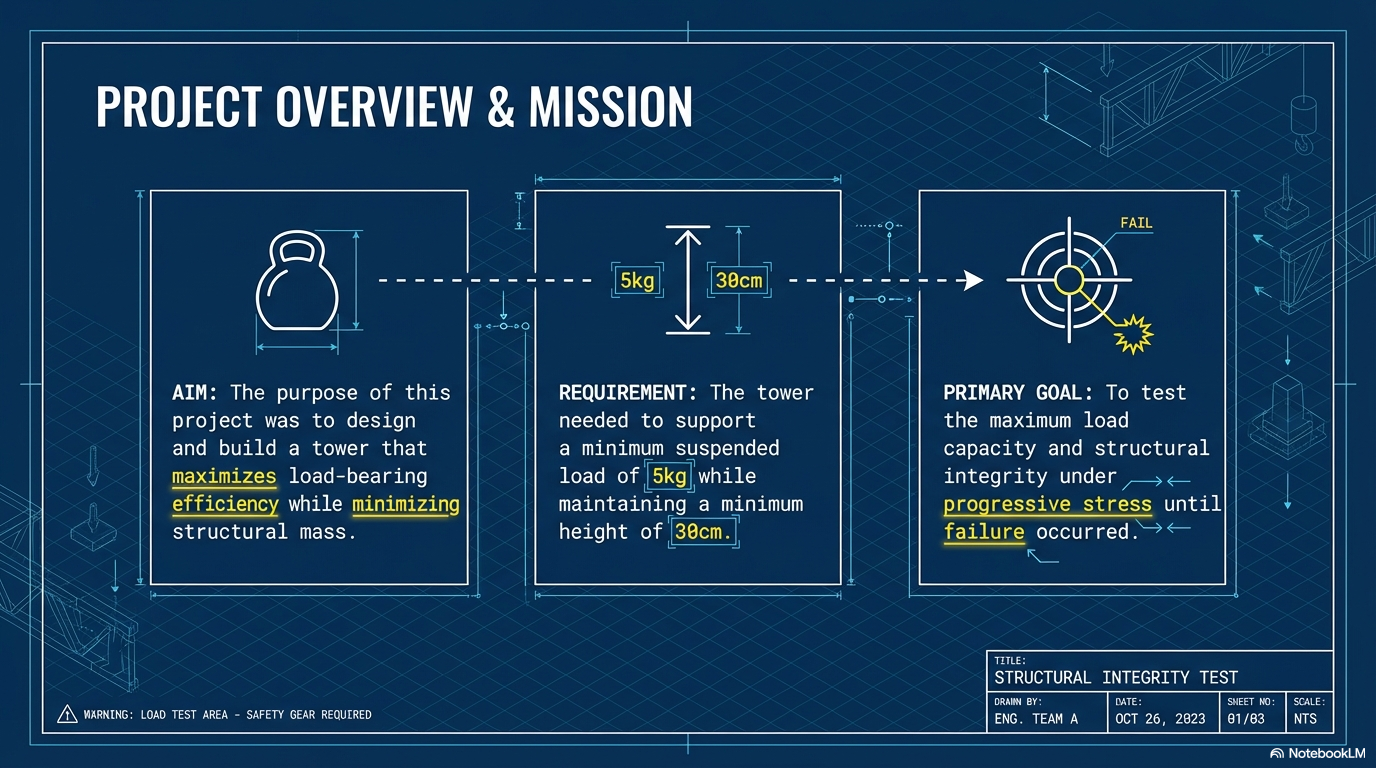 PROJECT OVERVIEW & MISSION
AIM: The purpose of this
project was to design
and build a tower that
maximizes load-bearing
efficiency while minimizing
structural mass.
5kg
30cm
REQUIREMENT: The tower
needed to support
a minimum suspended
load of 5kg while
maintaining a minimum
height of 30cm.
FAIL
PRIMARY GOAL: To test
the maximum load
capacity and structural
integrity under
progressive stress until
failure occurred.
WARNING: LOAD TEST AREA - SAFETY GEAR REQUIRED
TITLE:
STRUCTURAL INTEGRITY TEST
DRAWN BY:
ENG. TEAM A
DATE:
OCT 26, 2023
SHEET NO:
01/03
SCALE:
NTS
NotebookLM